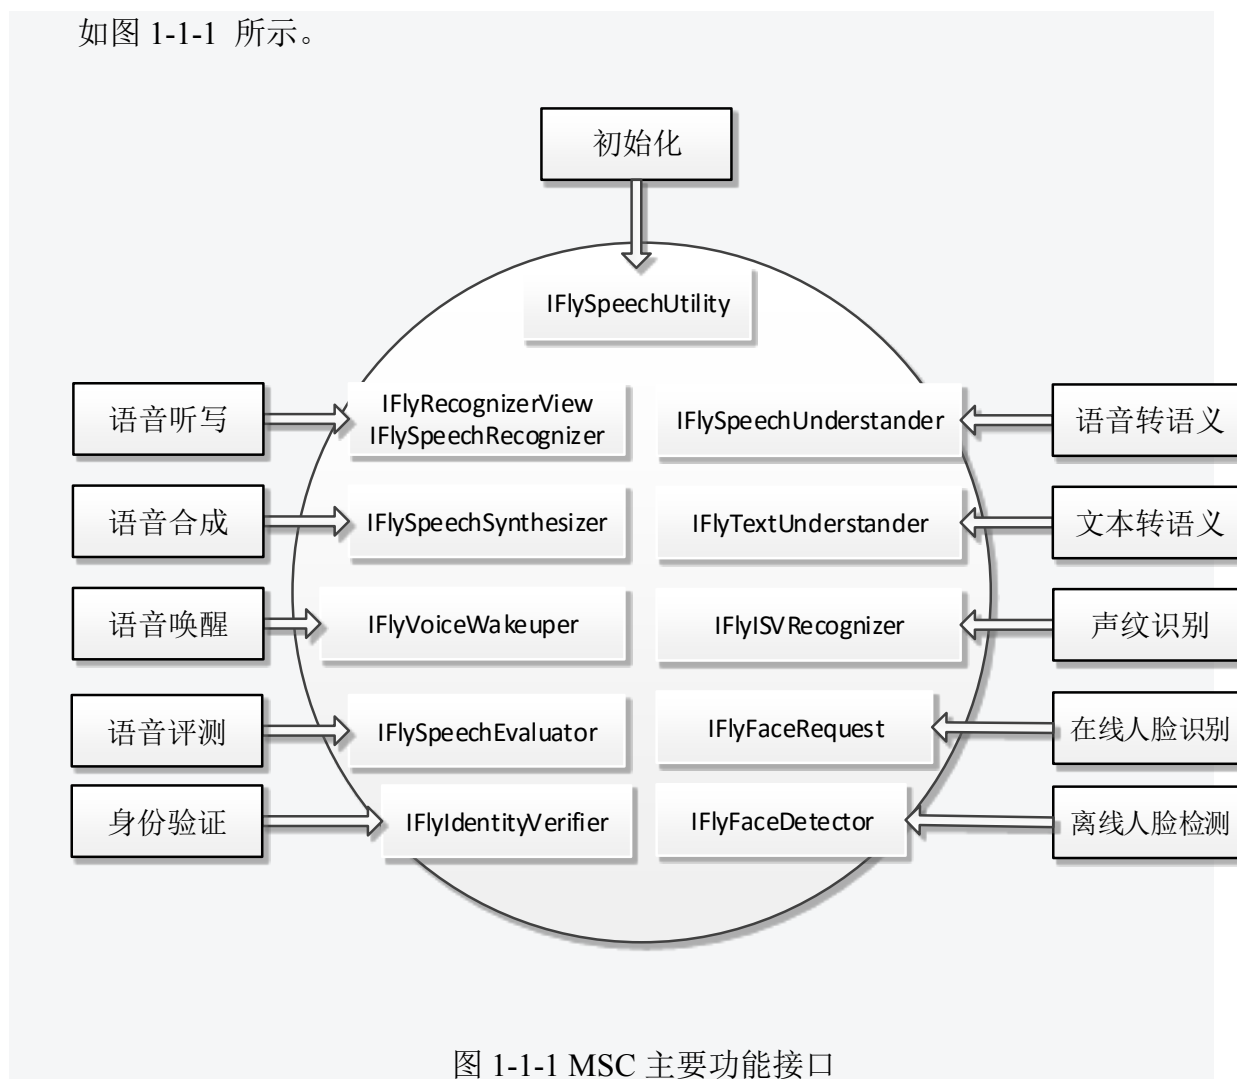 如图 1-1-1 所示。
初始化
IFlySpeechUtility
语音听写
IFlyRecognizerView
IFlySpeechRecognizer
IFlySpeechUnderstander
语音转语义
语音合成
IFlySpeechSynthesizer
IFlyTextUnderstander
文本转语义
语音唤醒
IFlyVoiceWakeuper
IFlyISVRecognizer
声纹识别
语音评测
IFlySpeechEvaluator
IFlyFaceRequest
在线人脸识别
身份验证
IFlyIdentityVerifier
IFlyFaceDetector
离线人脸检测
图 1-1-1 MSC 主要功能接口